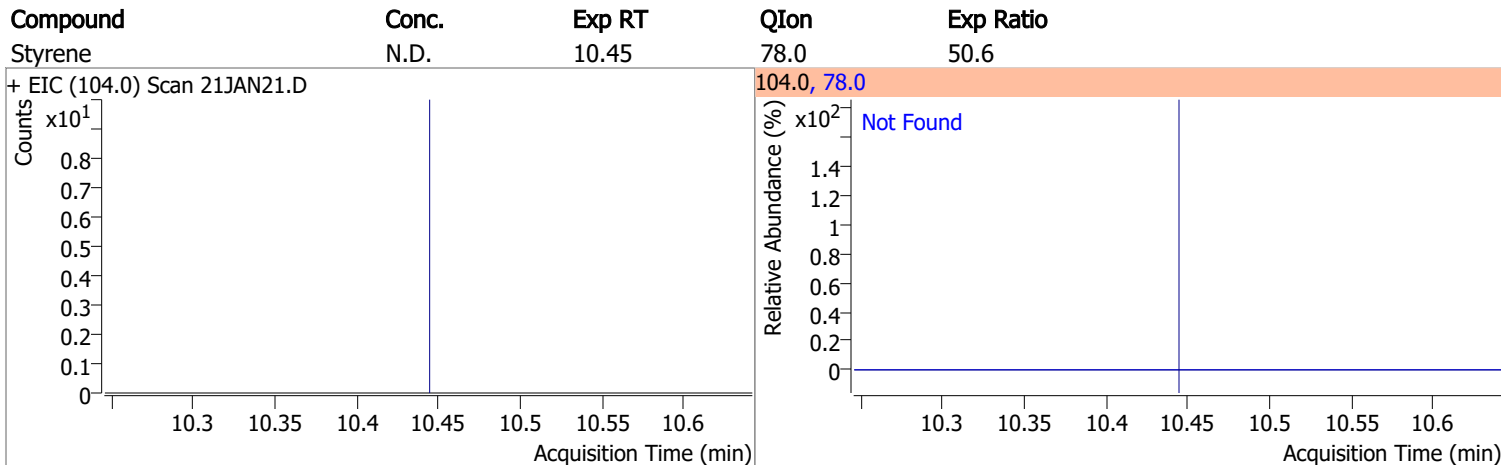 Compound Conc. Exp RT QIon Exp Ratio
Styrene N.D. 10.45 78.0 50.6
+ EIC (104.0) Scan 21JAN21.D
Counts
x10^1
0.8
0.7
0.6
0.5
0.4
0.3
0.2
0.1
0
10.3 10.35 10.4 10.45 10.5 10.55 10.6
Acquisition Time (min)
104.0, 78.0
Relative Abundance (%)
x10^2
Not Found
1.4
1.2
1
0.8
0.6
0.4
0.2
0
10.3 10.35 10.4 10.45 10.5 10.55 10.6
Acquisition Time (min)